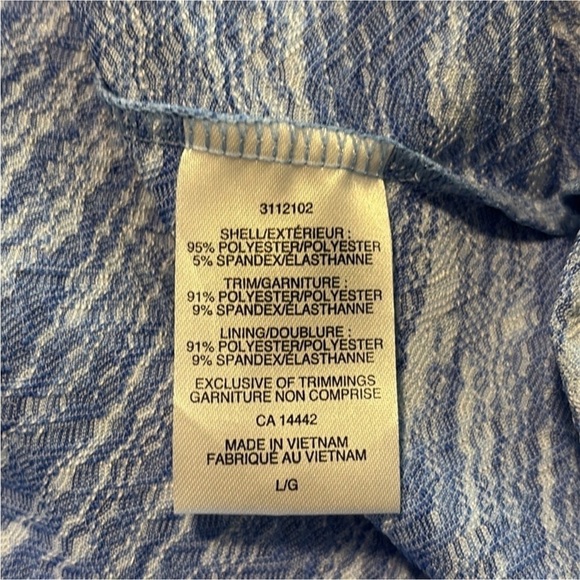 3112102
SHELL/EXTÉRIEUR :
95% POLYESTER/POLYESTER
5% SPANDEX/ÉLASTHANNE
TRIM/GARNITURE :
91% POLYESTER/POLYESTER
9% SPANDEX/ÉLASTHANNE
LINING/DOUBLURE :
91% POLYESTER/POLYESTER
9% SPANDEX/ÉLASTHANNE
EXCLUSIVE OF TRIMMINGS
GARNITURE NON COMPRISE
CA 14442
MADE IN VIETNAM
FABRIQUÉ AU VIETNAM
L/G